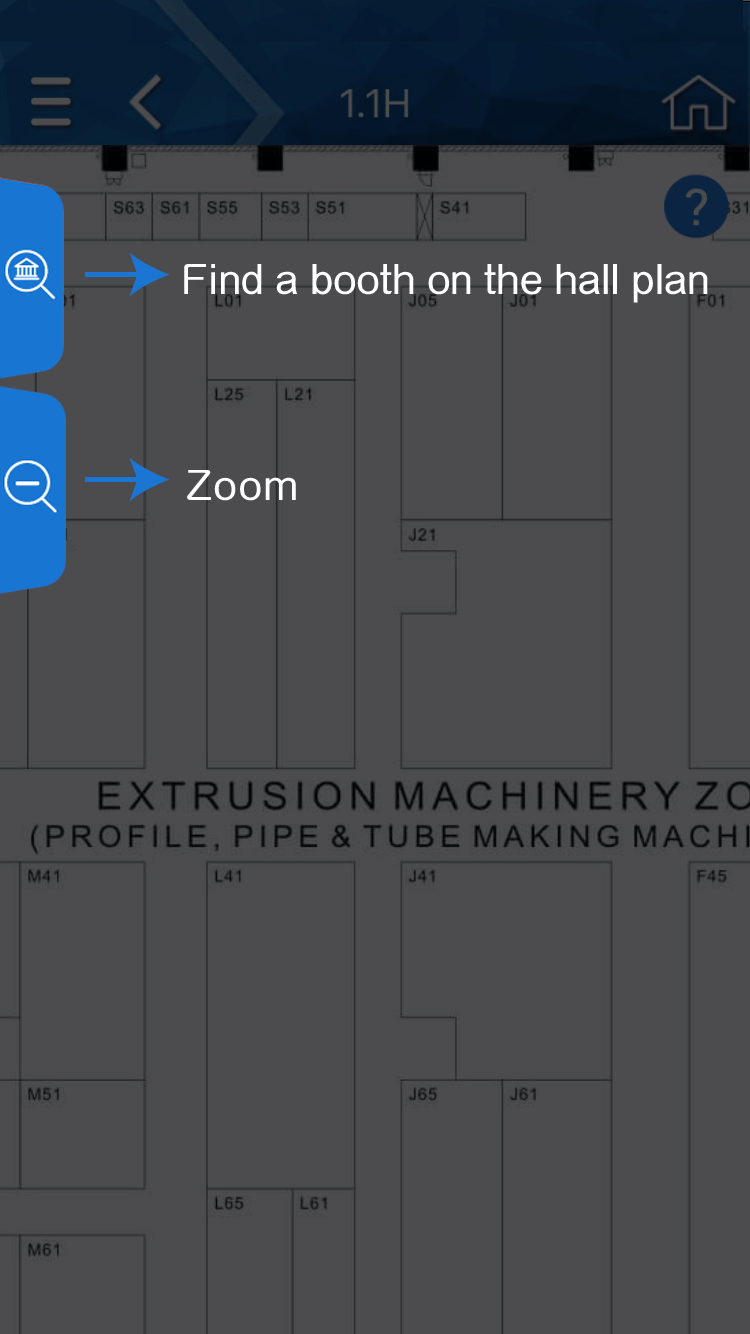 1.1H
S63 S61 S55 S53 S51 S41 ?
Find a booth on the hall plan
L01 J05 J01 F01
L25 L21
Zoom
J21
EXTRUSION MACHINERY
(PROFILE, PIPE & TUBE MAKING
M41 L41 J41 F45
M51 J65 J61
L65 L61
M61